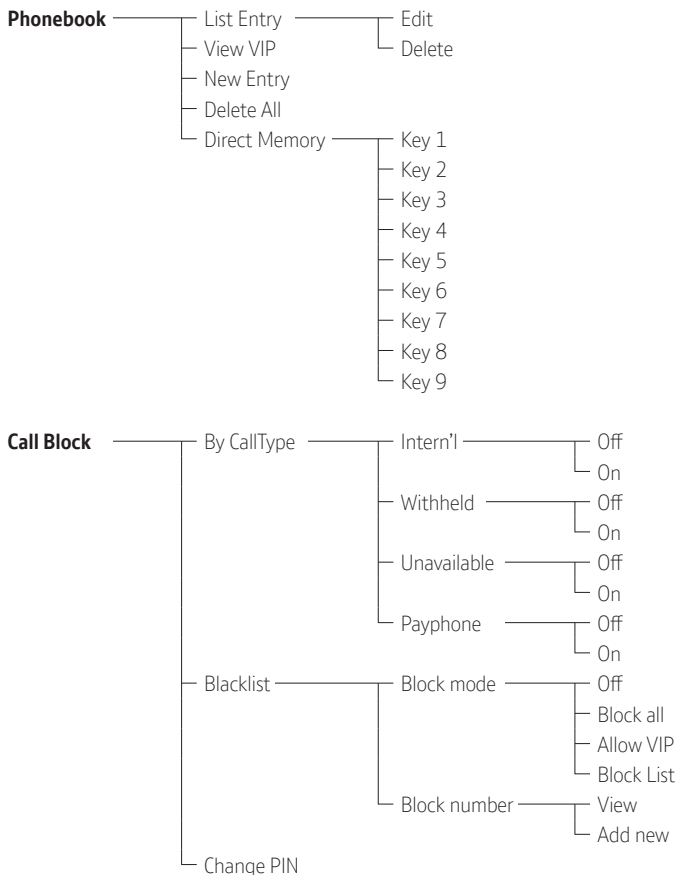 Phonebook List Entry Edit
View VIP Delete
New Entry
Delete All
Direct Memory Key 1
Key 2
Key 3
Key 4
Key 5
Key 6
Key 7
Key 8
Key 9
Call Block By CallType Intern'l Off
On
Withheld Off
On
Unavailable Off
On
Payphone Off
On
Blacklist Block mode Off
Block all
Allow VIP
Block List
Block number View
Add new
Change PIN